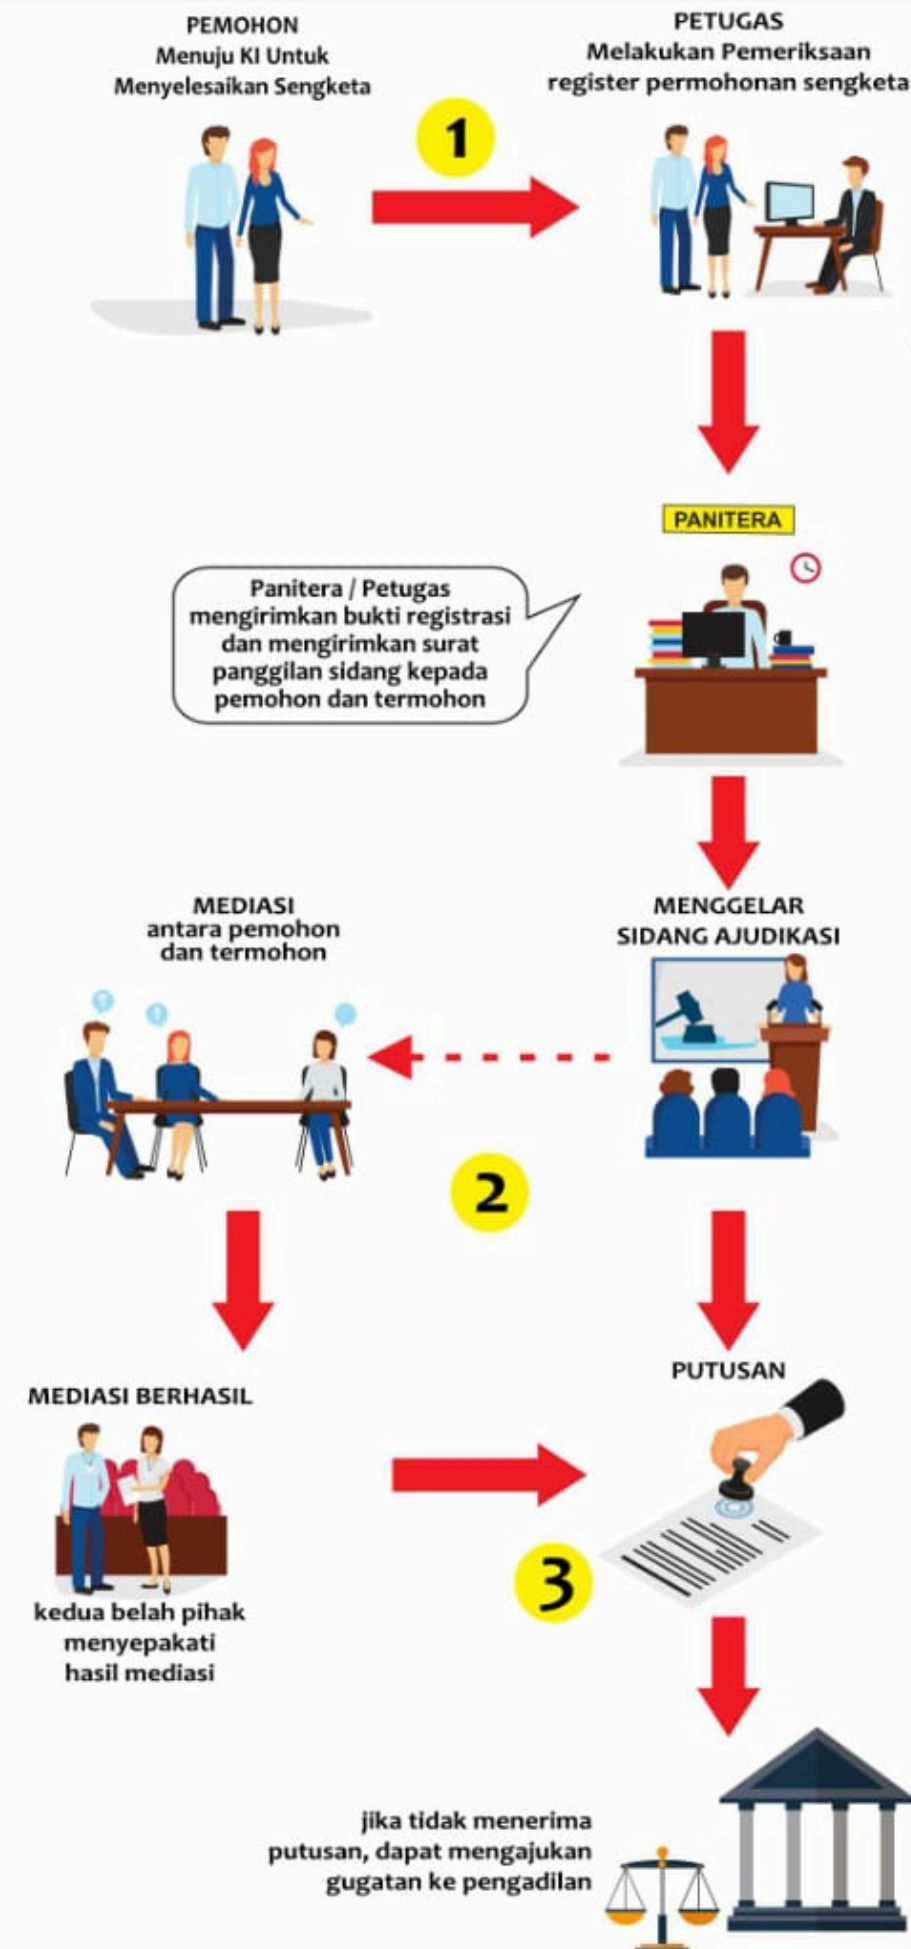 PEMOHON
Menuju KI Untuk
Menyelesaikan Sengketa
1
PETUGAS
Melakukan Pemeriksaan
register permohonan sengketa
PANITERA
Panitera / Petugas
mengirimkan bukti registrasi
dan mengirimkan surat
panggilan sidang kepada
pemohon dan termohon
MEDIASI
antara pemohon
dan termohon
MENGGELAR
SIDANG AJUDIKASI
2
MEDIASI BERHASIL
kedua belah pihak
menyepakati
hasil mediasi
PUTUSAN
3
jika tidak menerima
putusan, dapat mengajukan
gugatan ke pengadilan